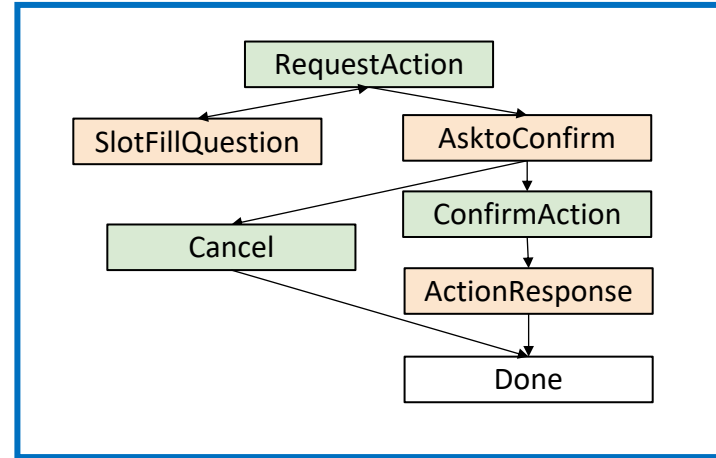 RequestAction
SlotFillQuestion
AsktoConfirm
ConfirmAction
Cancel
ActionResponse
Done